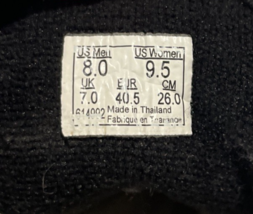 US Men US Women
8.0 9.5
UK EUR CM
7.0 40.5 26.0
614002 Made in Thailand
Fabriqué en Thaïlande